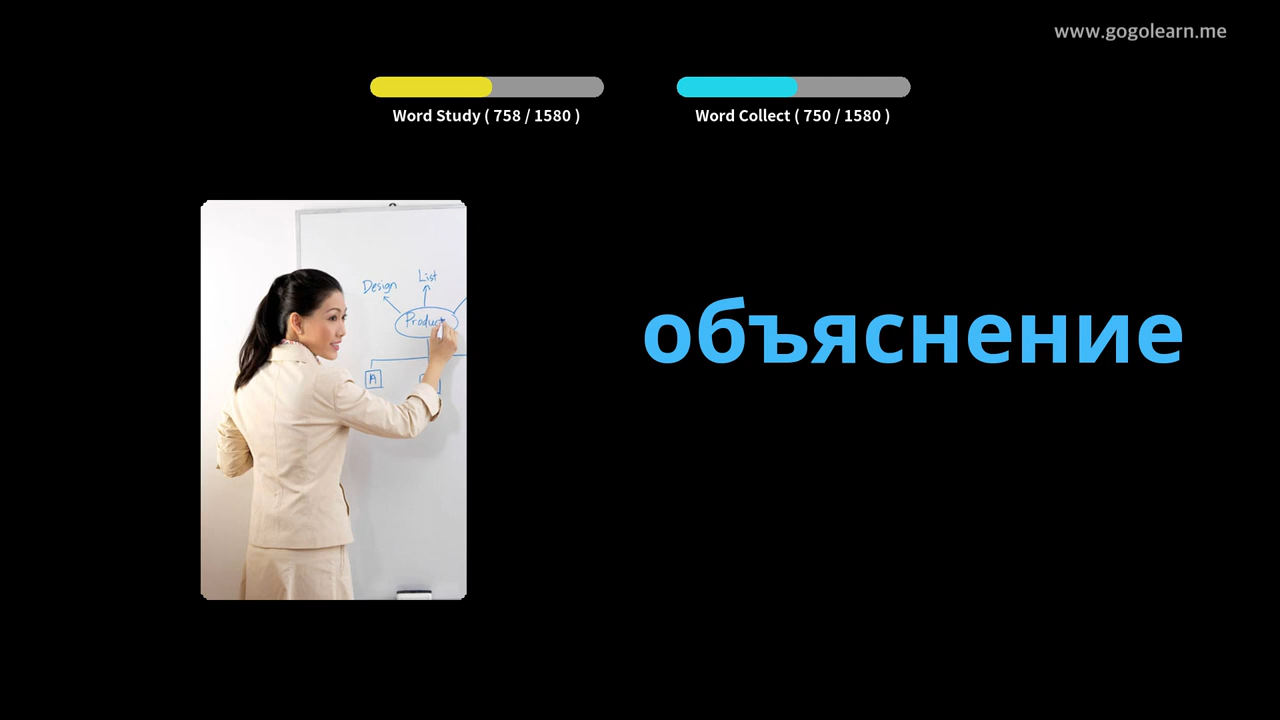 www.gogolearn.me
Word Study ( 758 / 1580 )
Word Collect ( 750 / 1580 )
Design
List
Product
A
объяснение